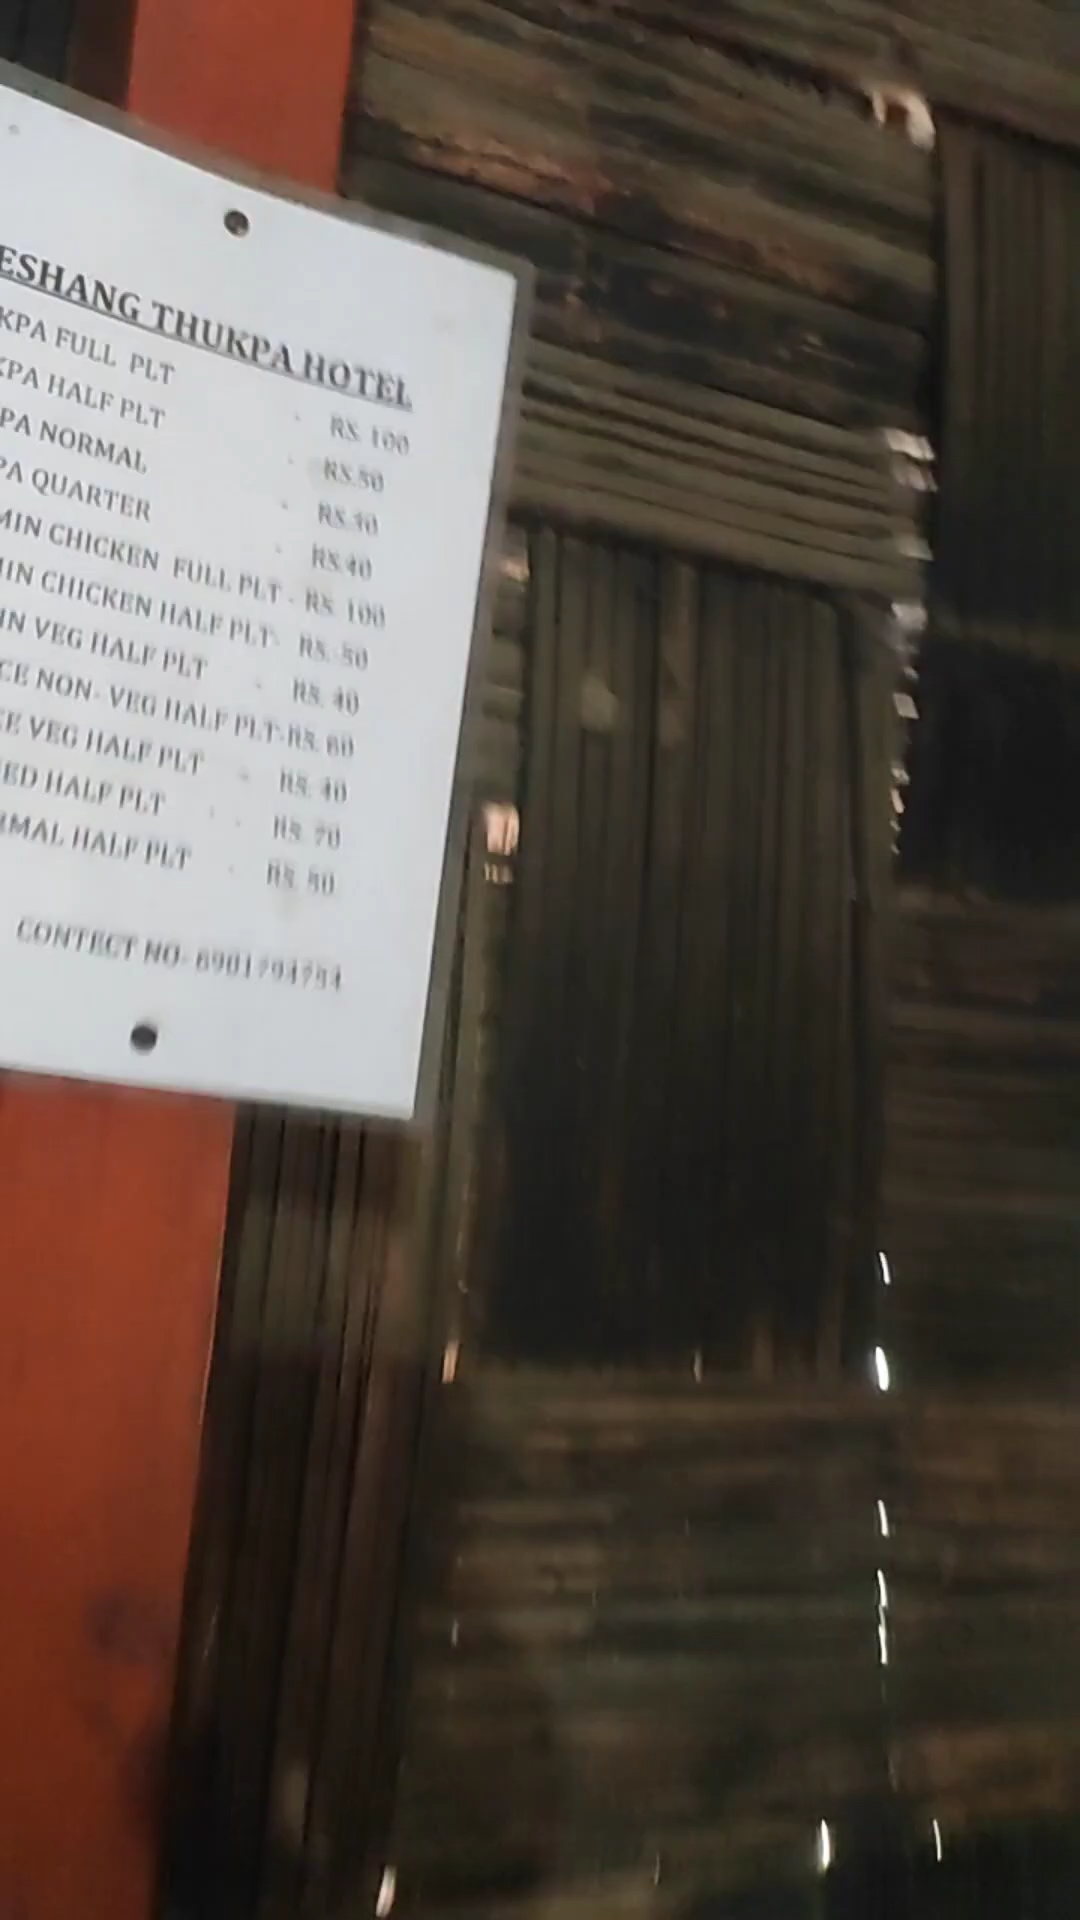 ESHANG THUKPA HOTEL
KPA FULL PLT - RS. 100
KPA HALF PLT - RS.50
PA NORMAL - RS.
PA QUARTER - RS.40
MIN CHICKEN FULL PLT - RS. 100
MIN CHICKEN HALF PLT- RS. 50
IN VEG HALF PLT - RS. 40
CE NON- VEG HALF PLT-RS. 60
CE VEG HALF PLT - RS. 40
ED HALF PLT - RS. 70
RMAL HALF PLT - RS. 50
CONTECT NO-